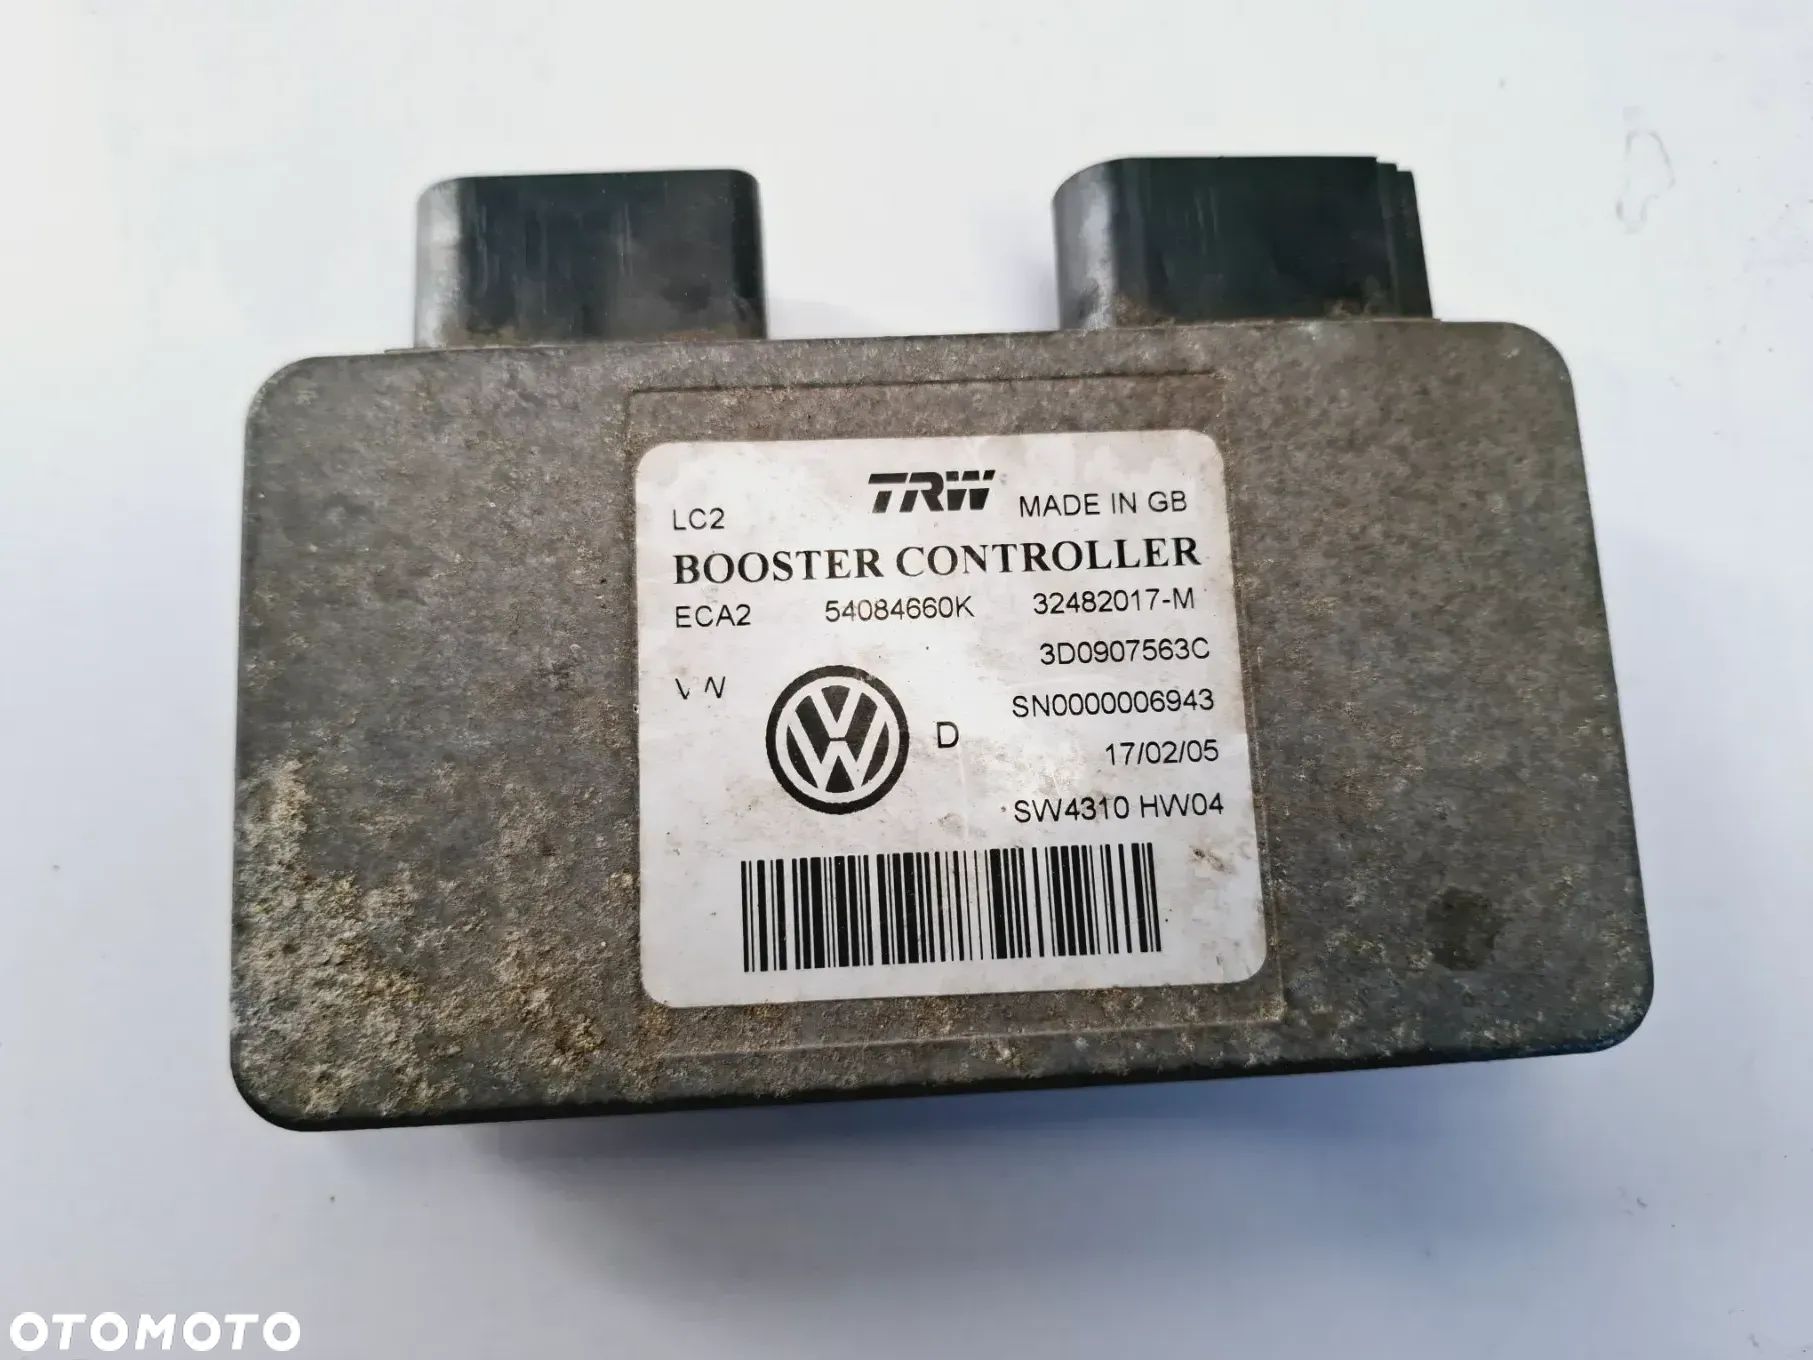 TRW
LC2 MADE IN GB
BOOSTER CONTROLLER
ECA2 54084660K 32482017-M
3D0907563C
VW
SN0000006943
D
17/02/05
SW4310 HW04
OTOMOTO